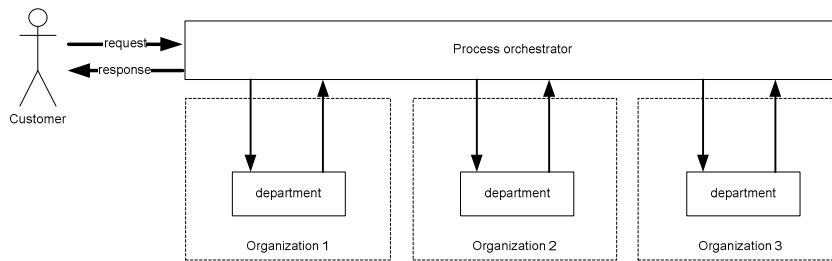 request
Process orchestrator
response
Customer
department
department
department
Organization 1
Organization 2
Organization 3